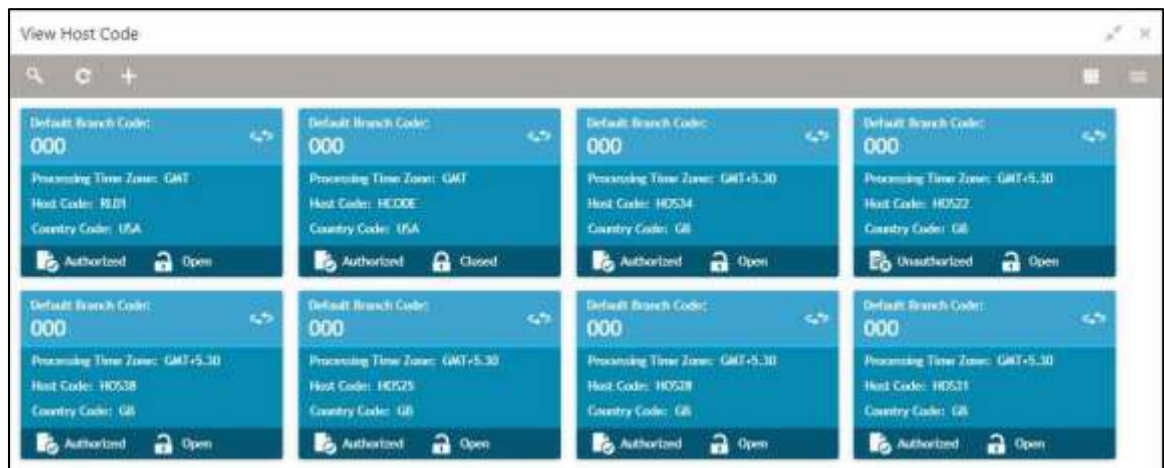 View Host Code
Default Branch Code:
000
Processing Time Zone: GMT
Host Code: RL01
Country Code: USA
Authorized Open
Default Branch Code:
000
Processing Time Zone: GMT
Host Code: HCODE
Country Code: USA
Authorized Closed
Default Branch Code:
000
Processing Time Zone: GMT+5.30
Host Code: HOS34
Country Code: GB
Authorized Open
Default Branch Code:
000
Processing Time Zone: GMT+5.30
Host Code: HOS22
Country Code: GB
Unauthorized Open
Default Branch Code:
000
Processing Time Zone: GMT+5.30
Host Code: HOS38
Country Code: GB
Authorized Open
Default Branch Code:
000
Processing Time Zone: GMT+5.30
Host Code: HOS25
Country Code: GB
Authorized Open
Default Branch Code:
000
Processing Time Zone: GMT+5.30
Host Code: HOS28
Country Code: GB
Authorized Open
Default Branch Code:
000
Processing Time Zone: GMT+5.30
Host Code: HOS31
Country Code: GB
Authorized Open